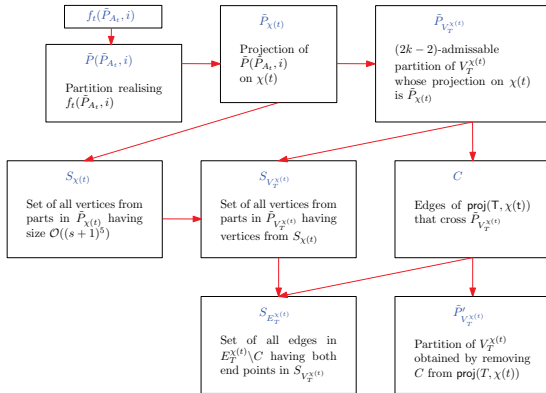 f_t(P̃_{A_t}, i)
P̃(P̃_{A_t}, i)
Partition realising
f_t(P̃_{A_t}, i)
P̃_{χ(t)}
Projection of
P̃(P̃_{A_t}, i)
on χ(t)
P̃_{V_T^{χ(t)}}
(2k − 2)-admissable
partition of V_T^{χ(t)}
whose projection on χ(t)
is P̃_{χ(t)}
S_{χ(t)}
Set of all vertices from
parts in P̃_{χ(t)} having
size O((s + 1)^5)
S_{V_T^{χ(t)}}
Set of all vertices from
parts in P̃_{V_T^{χ(t)}} having
vertices from S_{χ(t)}
C
Edges of proj(T, χ(t))
that cross P̃_{V_T^{χ(t)}}
S_{E_T^{χ(t)}}
Set of all edges in
E_T^{χ(t)}\C having both
end points in S_{V_T^{χ(t)}}
P̃′_{V_T^{χ(t)}}
Partition of V_T^{χ(t)}
obtained by removing
C from proj(T, χ(t))